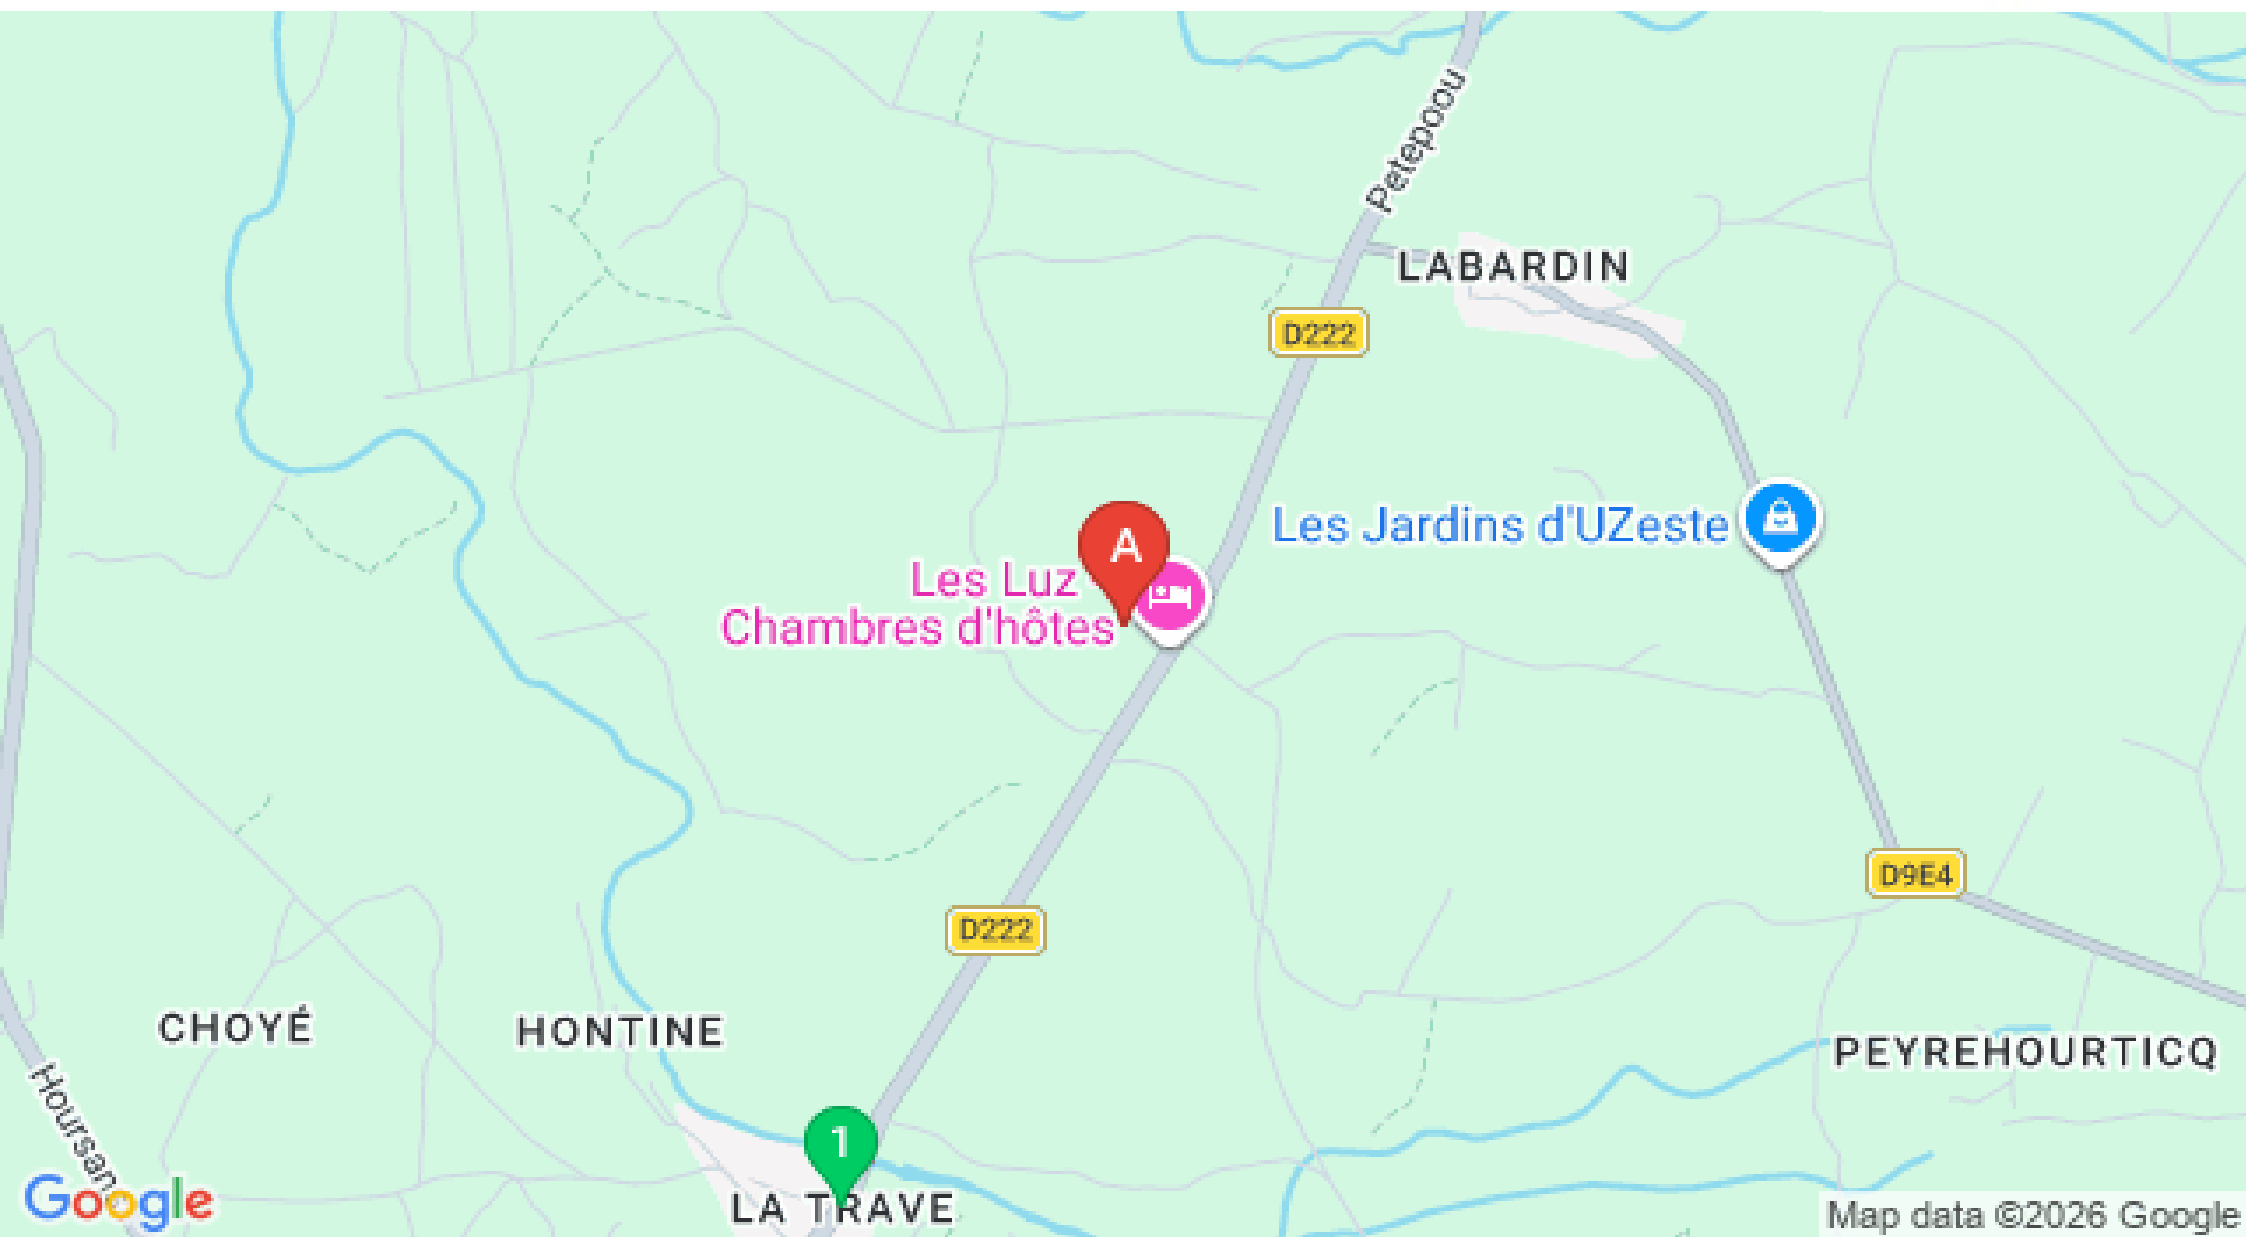 Petepoou
LABARDIN
D222
A
Les Jardins d'UZeste
Les Luz
Chambres d'hôtes
D9E4
D222
CHOYÉ
HONTINE
PEYREHOURTICQ
Hoursan
1
LA TRAVE
Google
Map data ©2026 Google